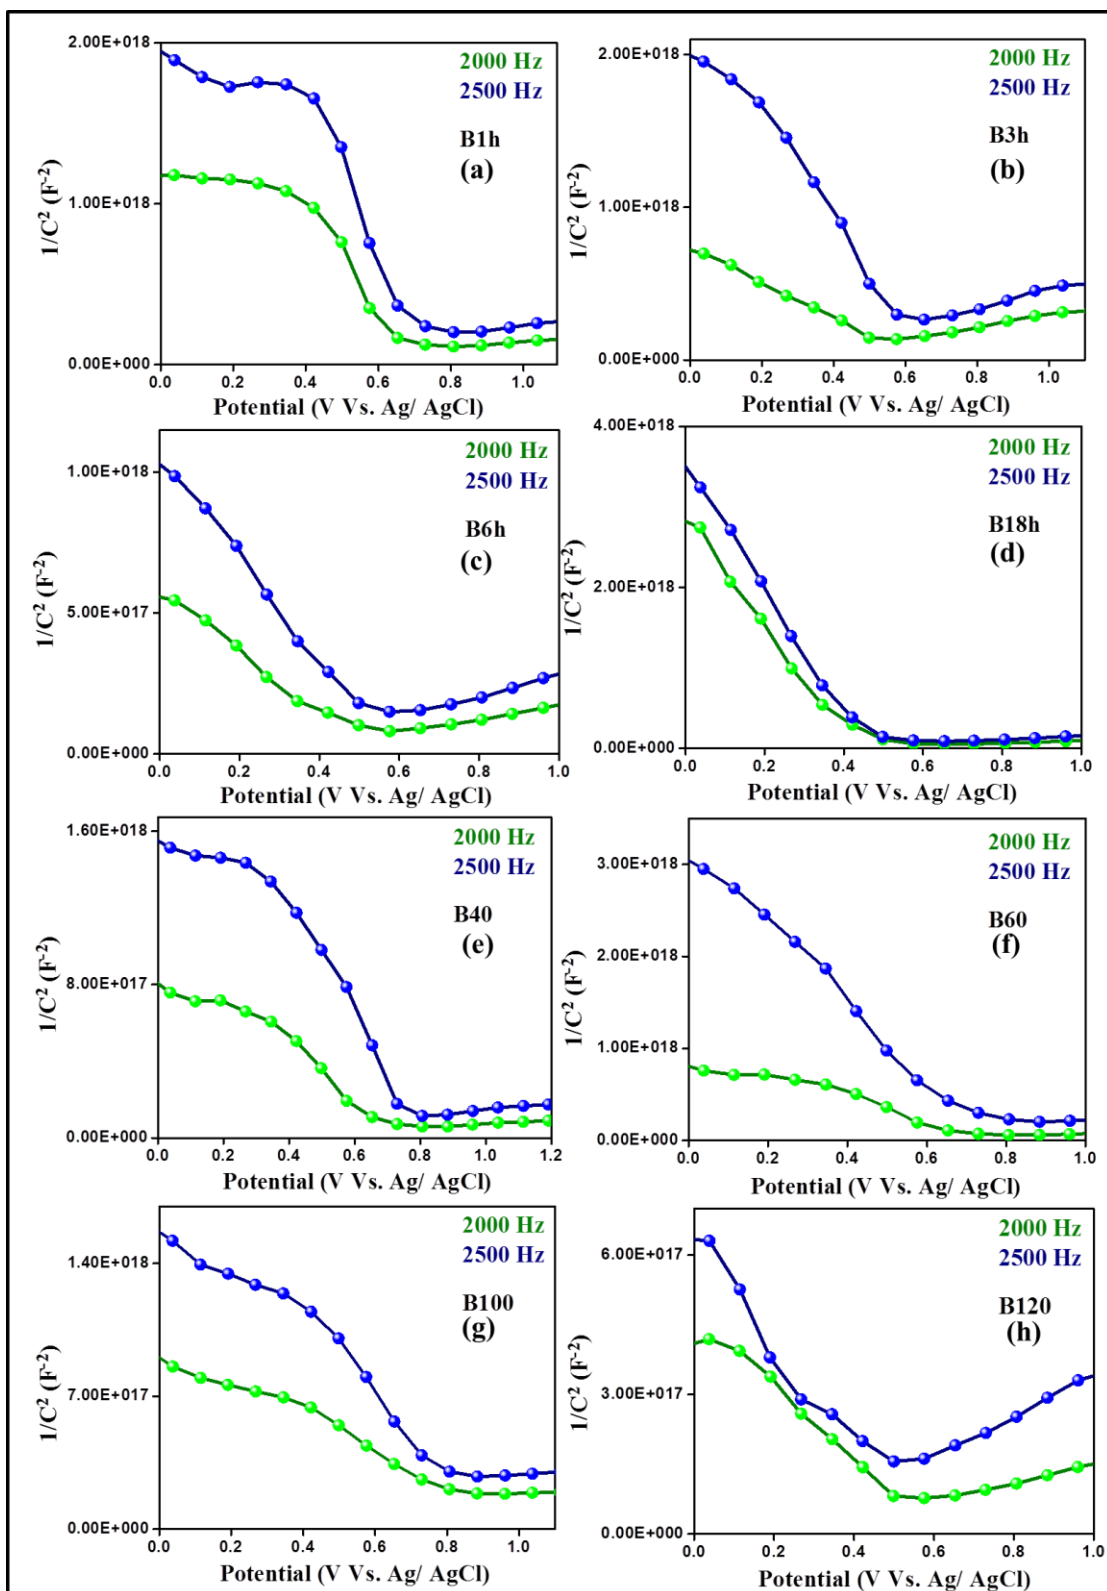 2.00E+018
1.00E+018
0.00E+000
1/C² (F⁻²)
2000 Hz
2500 Hz
B1h
(a)
0.0 0.2 0.4 0.6 0.8 1.0
Potential (V Vs. Ag/ AgCl)
2.00E+018
1.00E+018
0.00E+000
1/C² (F⁻²)
2000 Hz
2500 Hz
B3h
(b)
0.0 0.2 0.4 0.6 0.8 1.0
Potential (V Vs. Ag/ AgCl)
1.00E+018
5.00E+017
0.00E+000
1/C² (F⁻²)
2000 Hz
2500 Hz
B6h
(c)
0.0 0.2 0.4 0.6 0.8 1.0
Potential (V Vs. Ag/ AgCl)
4.00E+018
2.00E+018
0.00E+000
1/C² (F⁻²)
2000 Hz
2500 Hz
B18h
(d)
0.0 0.2 0.4 0.6 0.8 1.0
Potential (V Vs. Ag/ AgCl)
1.60E+018
8.00E+017
0.00E+000
1/C² (F⁻²)
2000 Hz
2500 Hz
B40
(e)
0.0 0.2 0.4 0.6 0.8 1.0 1.2
Potential (V Vs. Ag/ AgCl)
3.00E+018
2.00E+018
1.00E+018
0.00E+000
1/C² (F⁻²)
2000 Hz
2500 Hz
B60
(f)
0.0 0.2 0.4 0.6 0.8 1.0
Potential (V Vs. Ag/ AgCl)
1.40E+018
7.00E+017
0.00E+000
1/C² (F⁻²)
2000 Hz
2500 Hz
B100
(g)
0.0 0.2 0.4 0.6 0.8 1.0
Potential (V Vs. Ag/ AgCl)
6.00E+017
3.00E+017
0.00E+000
1/C² (F⁻²)
2000 Hz
2500 Hz
B120
(h)
0.0 0.2 0.4 0.6 0.8 1.0
Potential (V Vs. Ag/ AgCl)